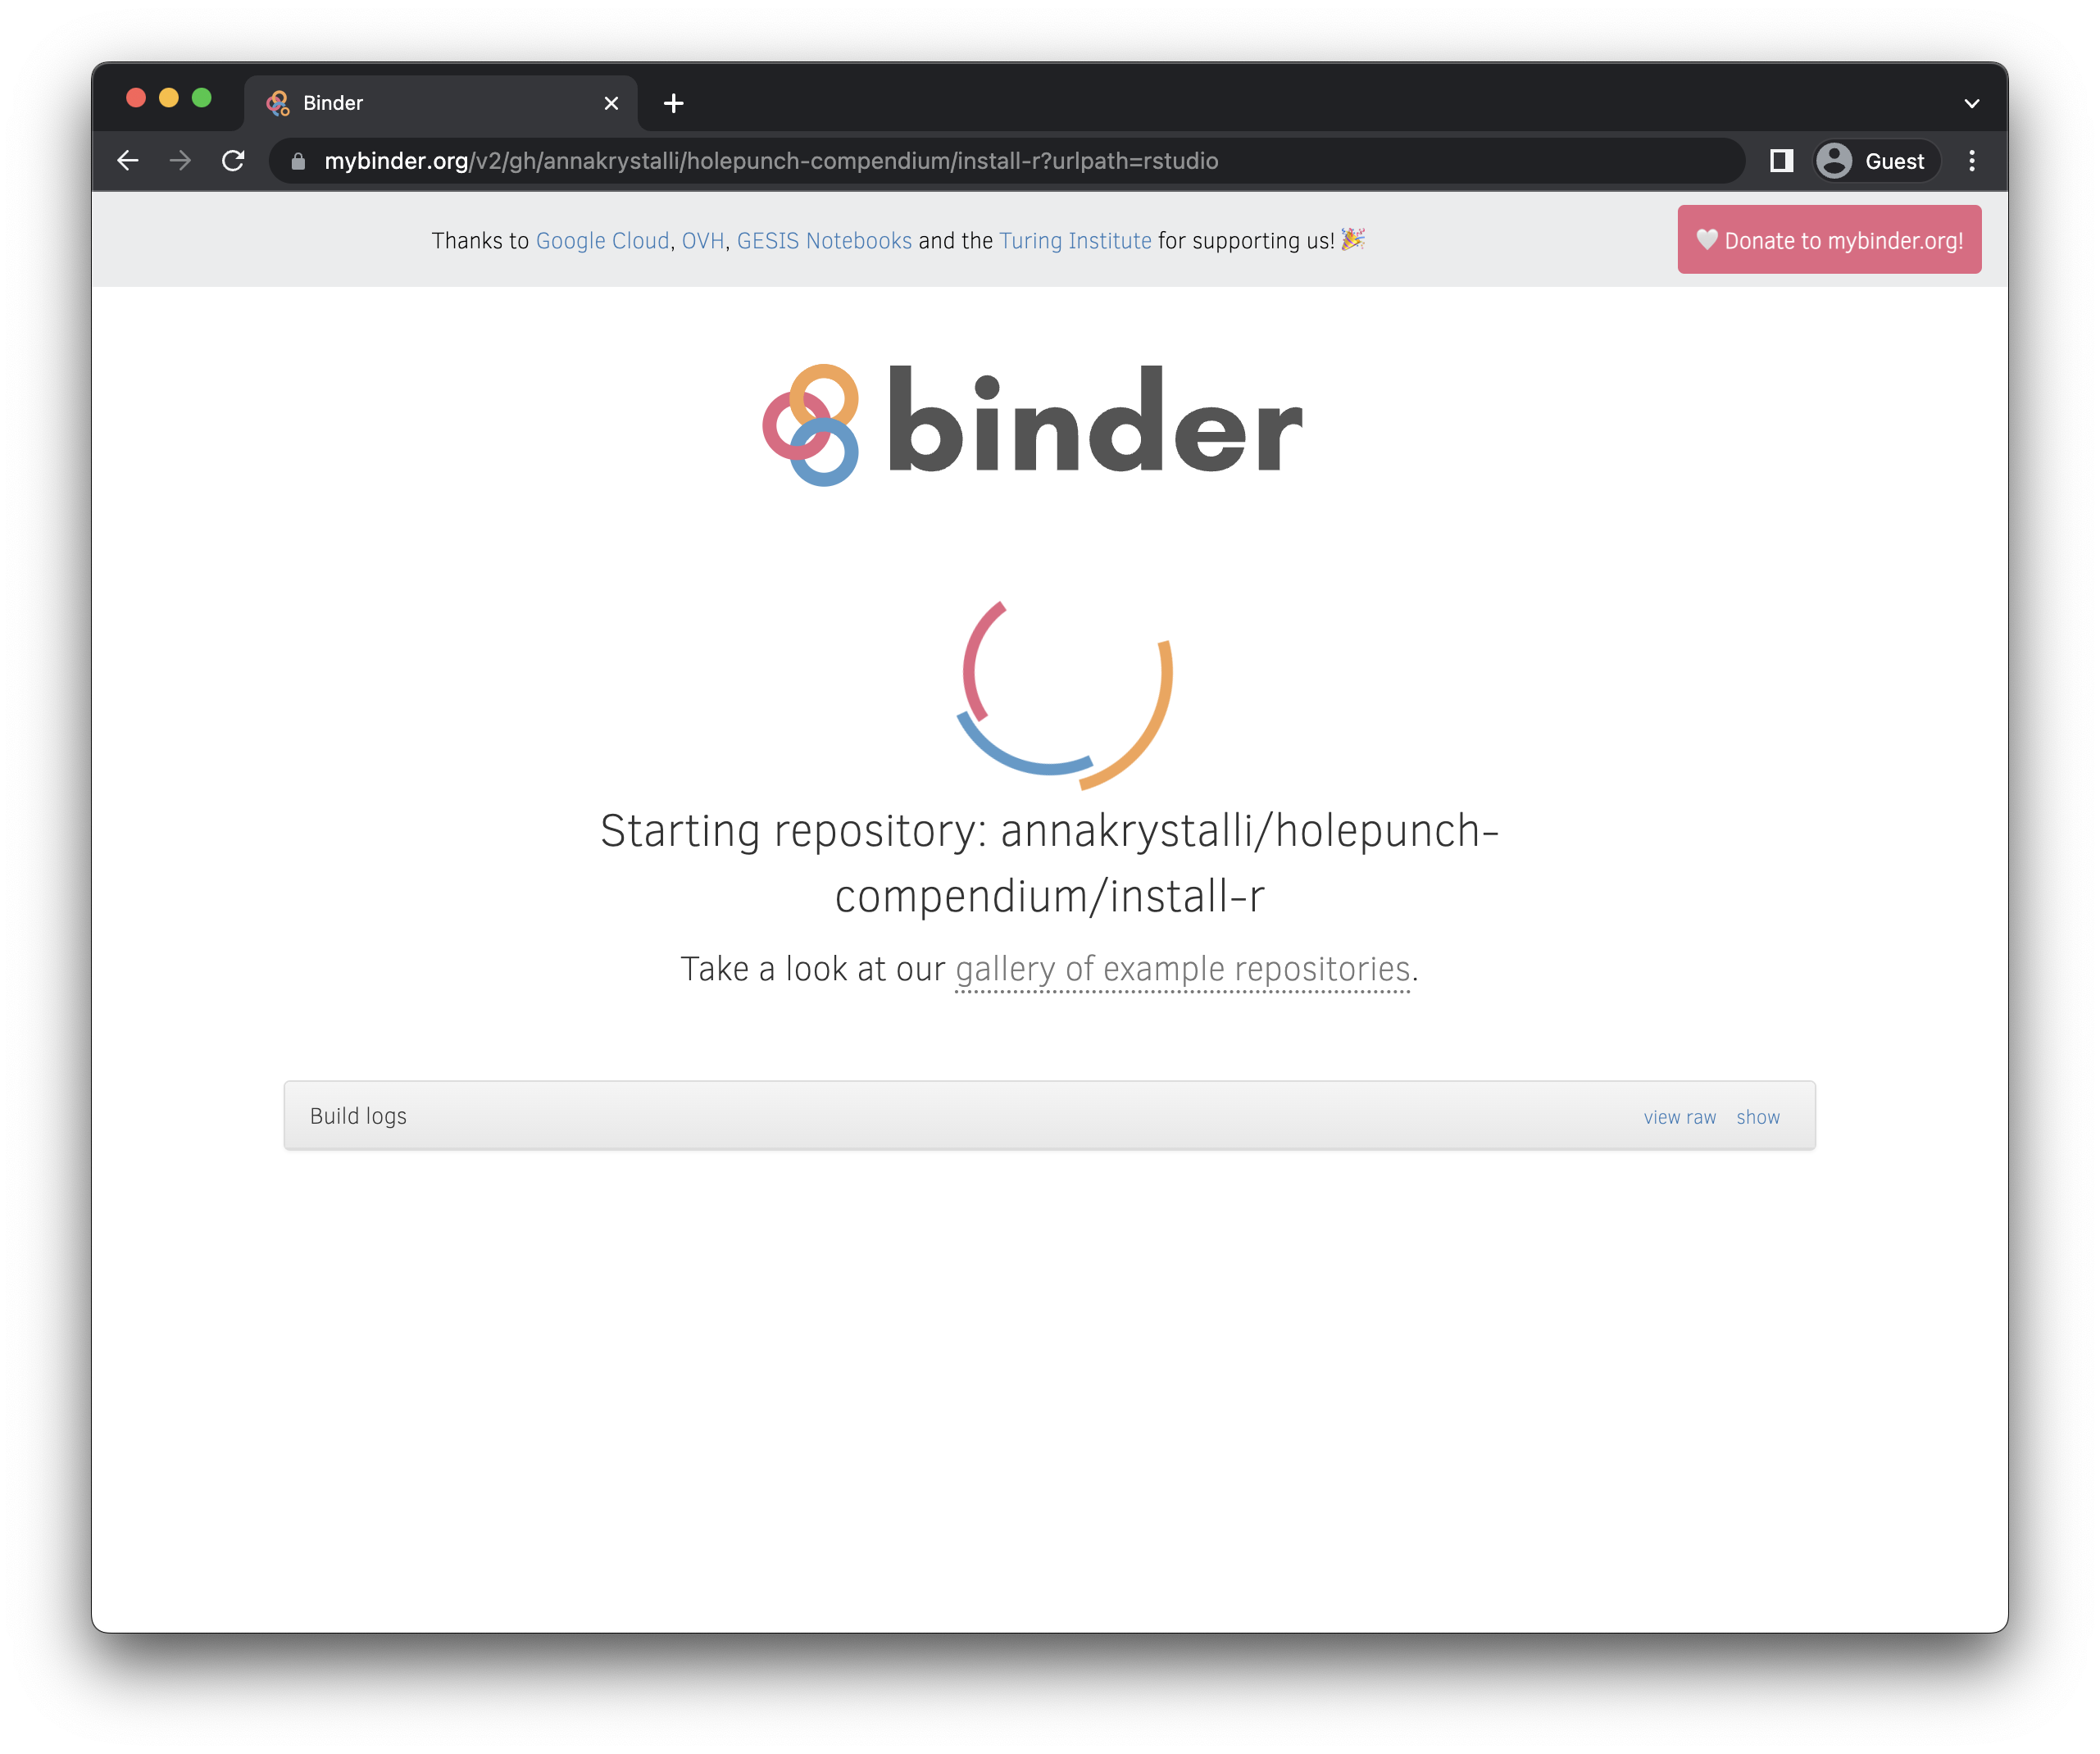 Binder
mybinder.org/v2/gh/annakrystalli/holepunch-compendium/install-r?urlpath=rstudio
Guest
Thanks to Google Cloud, OVH, GESIS Notebooks and the Turing Institute for supporting us! 🎉
🤍 Donate to mybinder.org!
binder
Starting repository: annakrystalli/holepunch-
compendium/install-r
Take a look at our gallery of example repositories.
Build logs
view raw show